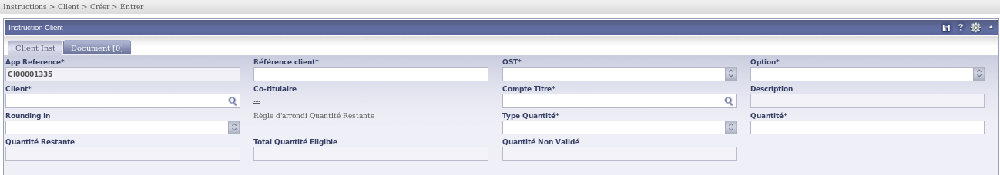 Instructions > Client > Créer > Entrer
Instruction Client
Client Inst Document [0]
App Reference* Référence client* OST* Option*
CI00001335
Client* Co-titulaire Compte Titre* Description
...
Rounding In Règle d'arrondi Quantité Restante Type Quantité* Quantité*
Quantité Restante Total Quantité Eligible Quantité Non Validé